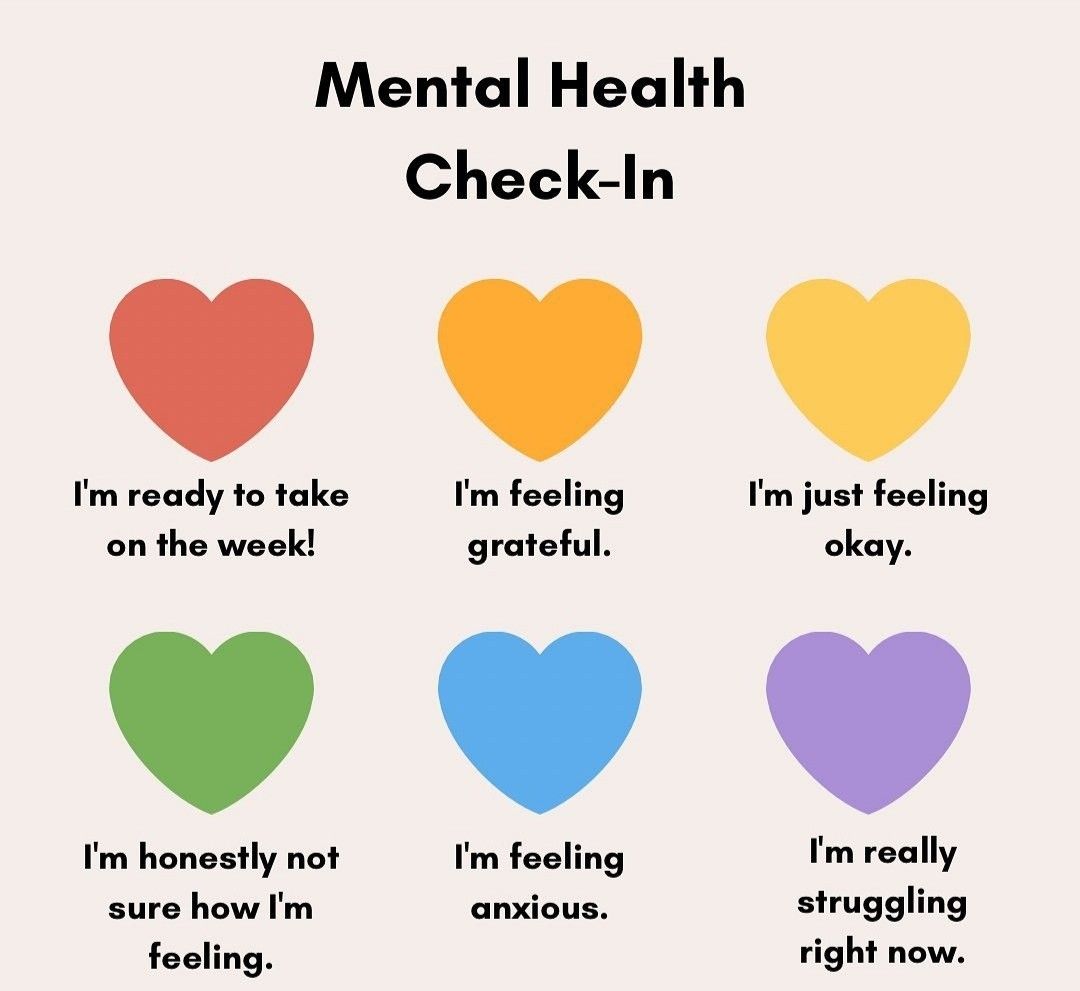 Mental Health
Check-In
I'm ready to take
on the week!
I'm feeling
grateful.
I'm just feeling
okay.
I'm honestly not
sure how I'm
feeling.
I'm feeling
anxious.
I'm really
struggling
right now.